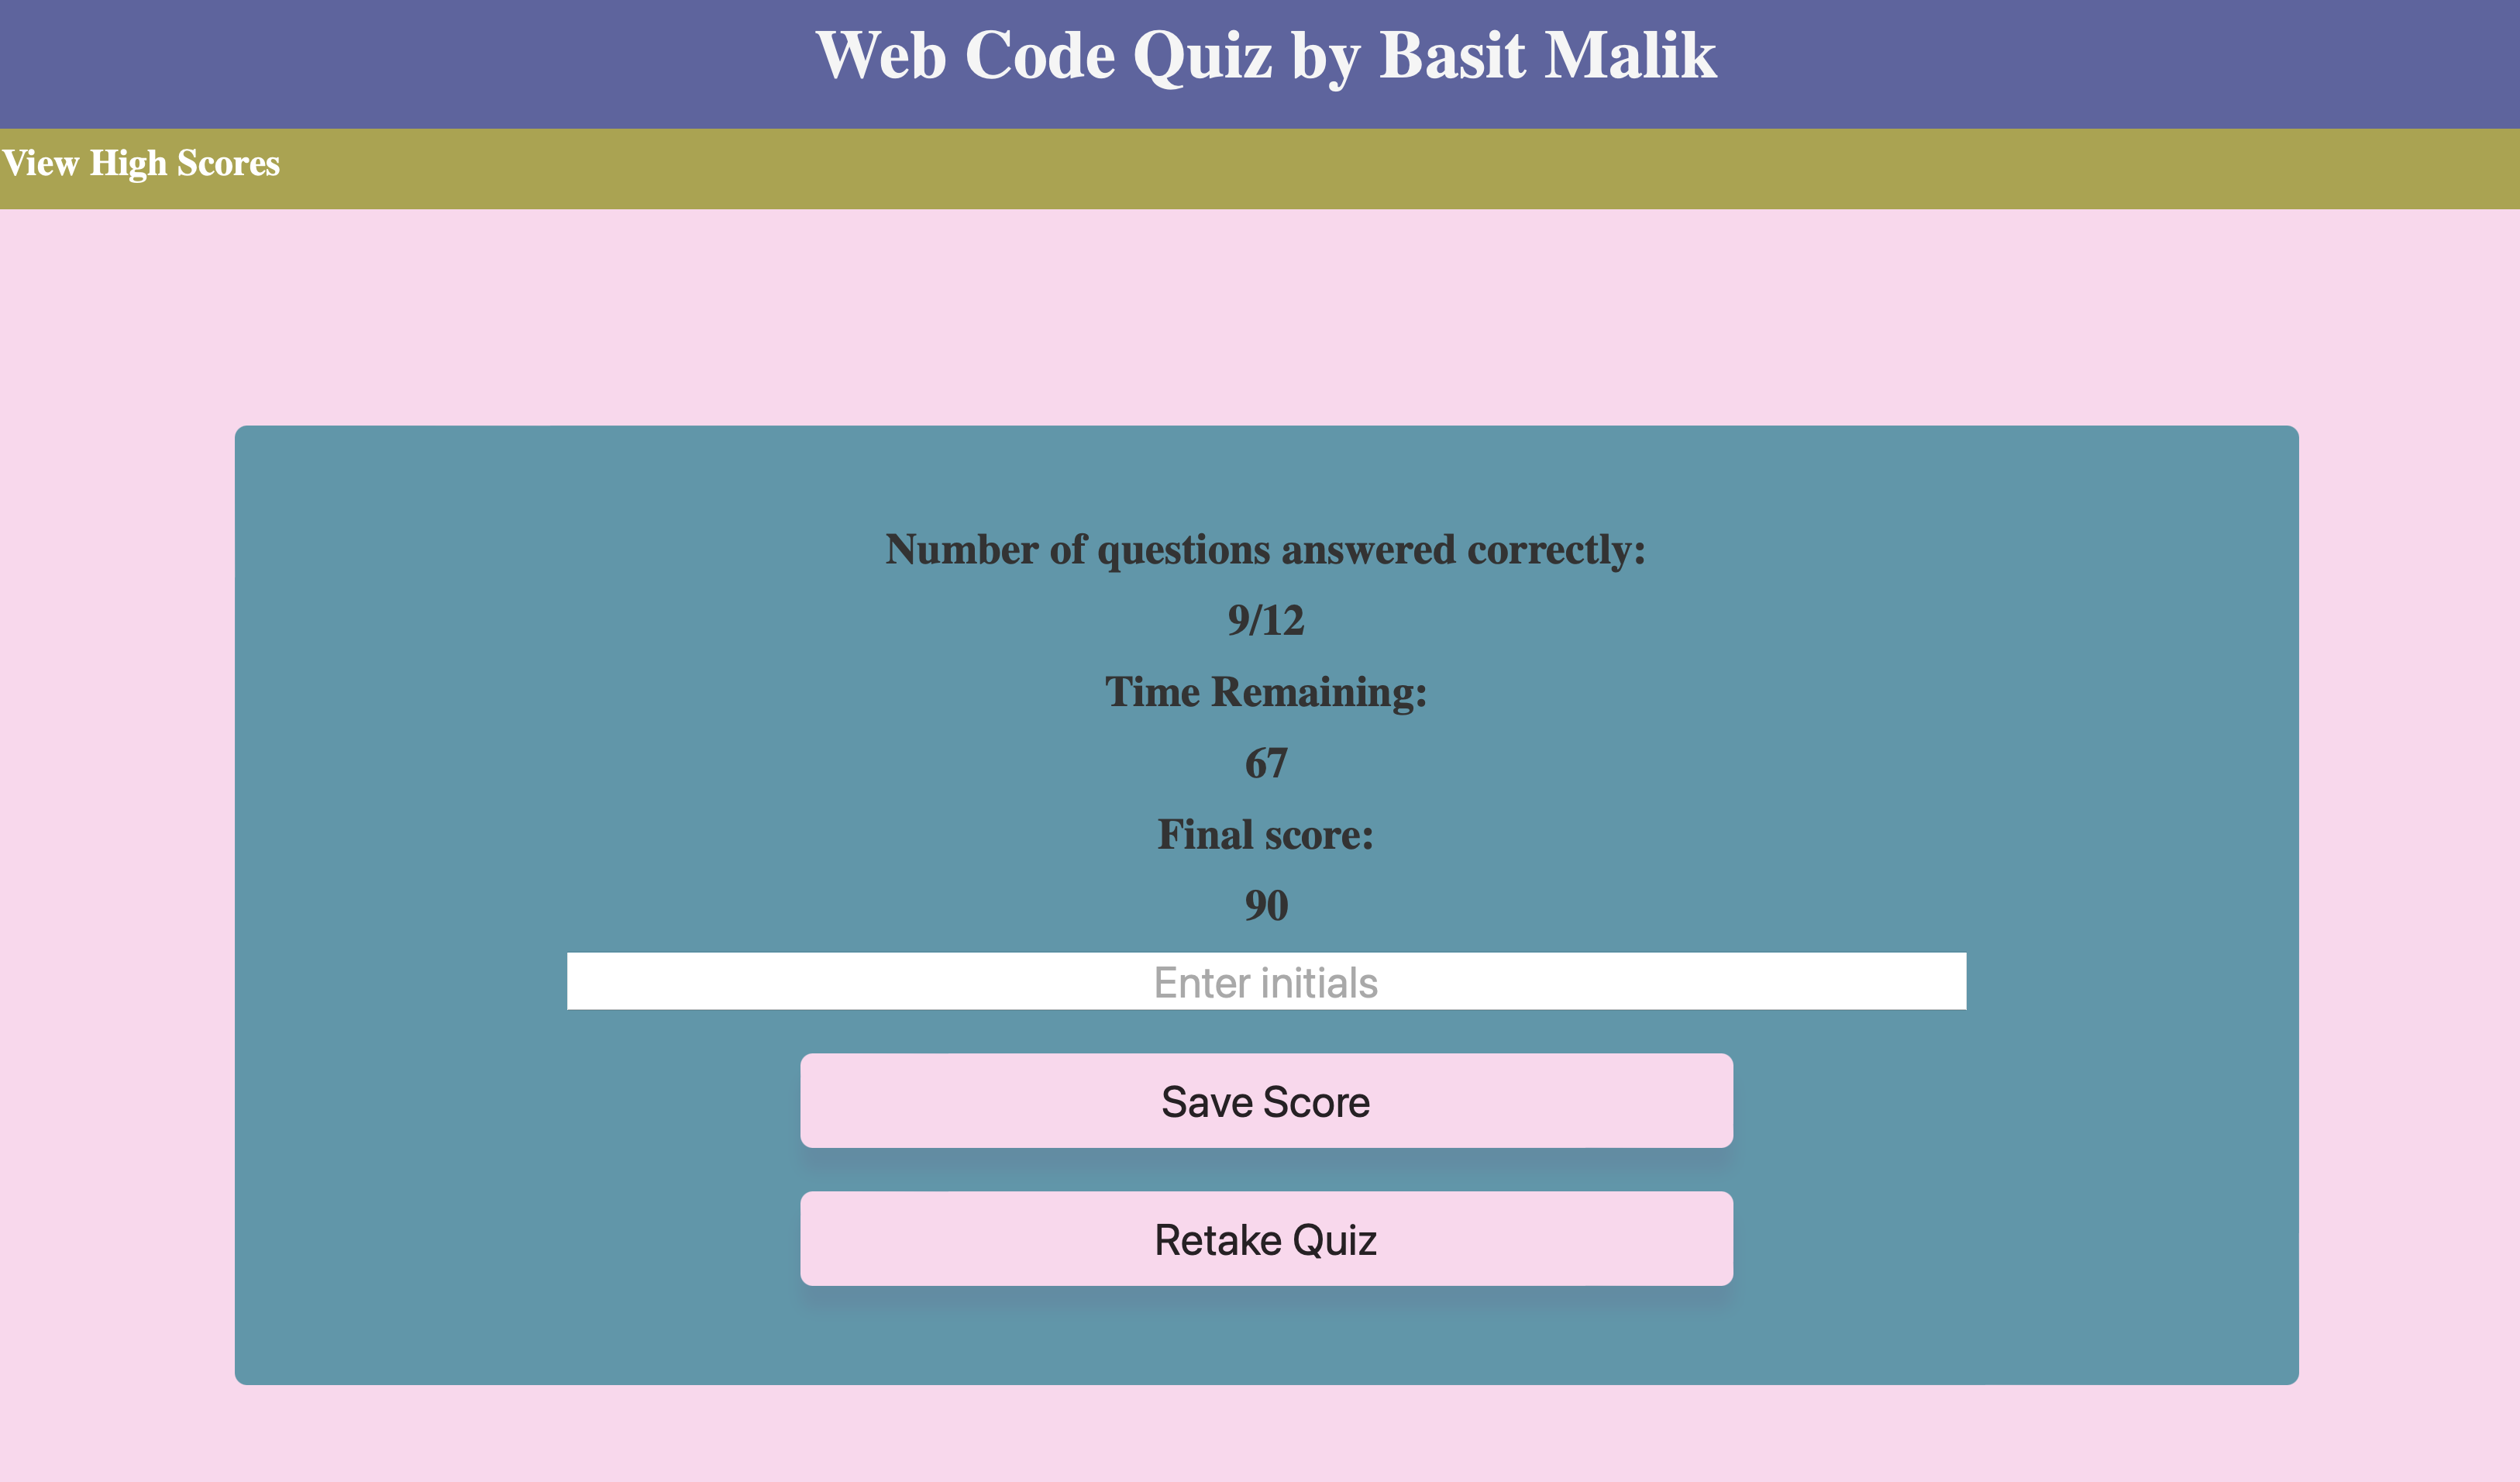 Web Code Quiz by Basit Malik
View High Scores
Number of questions answered correctly:
9/12
Time Remaining:
67
Final score:
90
Enter initials
Save Score
Retake Quiz